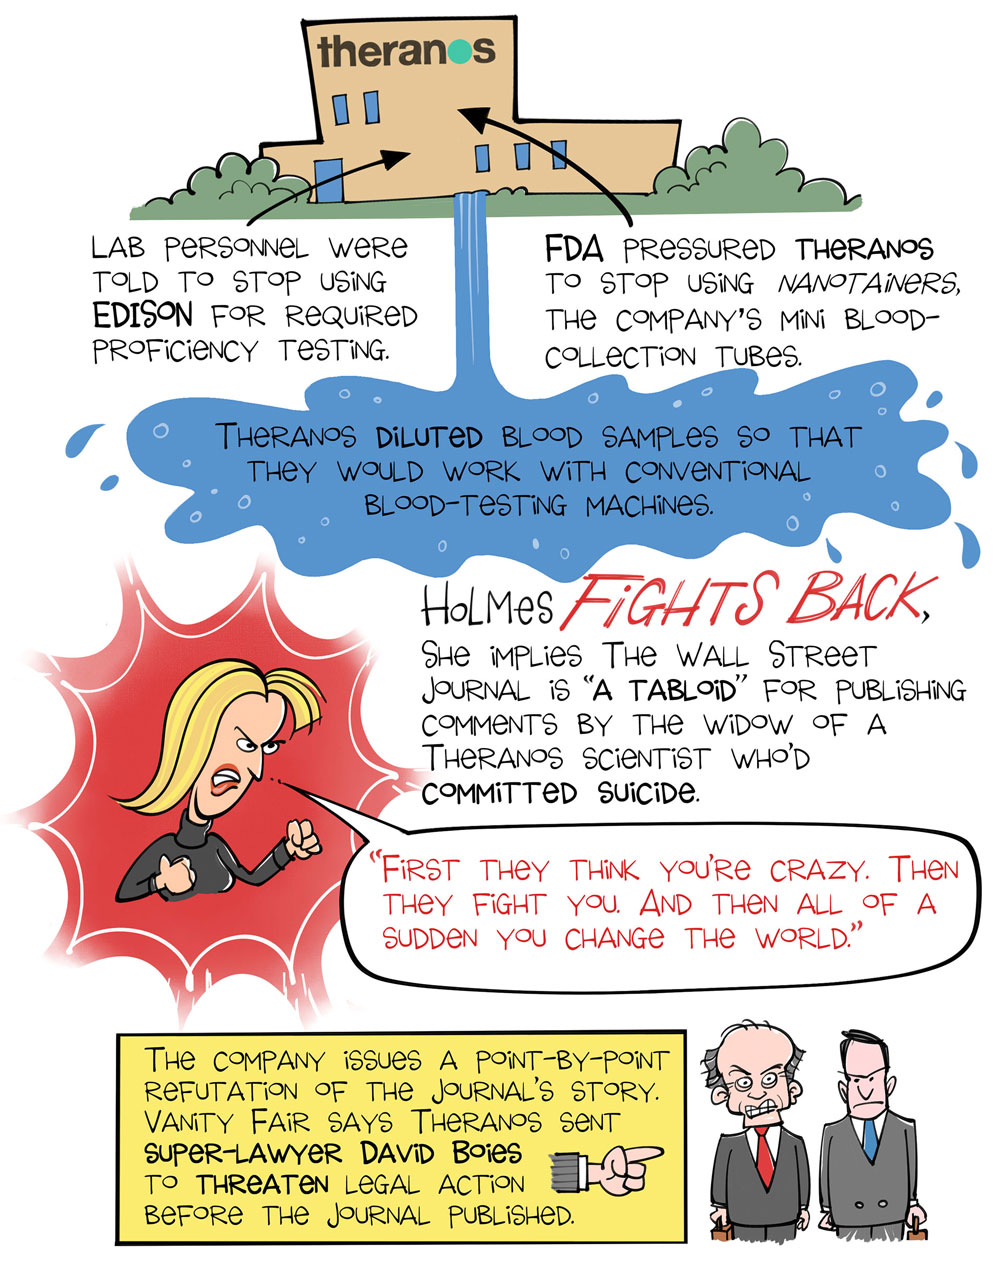 theranos
LAB PERSONNEL WERE
TOLD TO STOP USING
EDISON FOR REQUIRED
PROFICIENCY TESTING.
FDA PRESSURED THERANOS
TO STOP USING NANOTAINERS,
THE COMPANY'S MINI BLOOD-
COLLECTION TUBES.
THERANOS DILUTED BLOOD SAMPLES SO THAT
THEY WOULD WORK WITH CONVENTIONAL
BLOOD-TESTING MACHINES.
HOLMES FIGHTS BACK,
SHE IMPLIES THE WALL STREET
JOURNAL IS "A TABLOID" FOR PUBLISHING
COMMENTS BY THE WIDOW OF A
THERANOS SCIENTIST WHO'D
COMMITTED SUICIDE.
"FIRST THEY THINK YOU'RE CRAZY. THEN
THEY FIGHT YOU. AND THEN ALL OF A
SUDDEN YOU CHANGE THE WORLD."
THE COMPANY ISSUES A POINT-BY-POINT
REFUTATION OF THE JOURNAL'S STORY.
VANITY FAIR SAYS THERANOS SENT
SUPER-LAWYER DAVID BOIES
TO THREATEN LEGAL ACTION
BEFORE THE JOURNAL PUBLISHED.